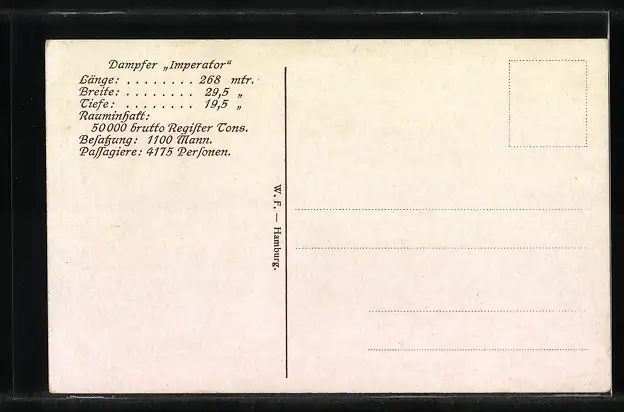 Dampfer „Imperator“
Länge: . . . . . . . . 268 mtr.
Breite: . . . . . . . . 29,5 „
Tiefe: . . . . . . . . 19,5 „
Rauminhalt:
50000 brutto Regiſter Tons.
Beſatzung: 1100 Mann.
Paſſagiere: 4175 Perſonen.
W. F. — Hamburg.